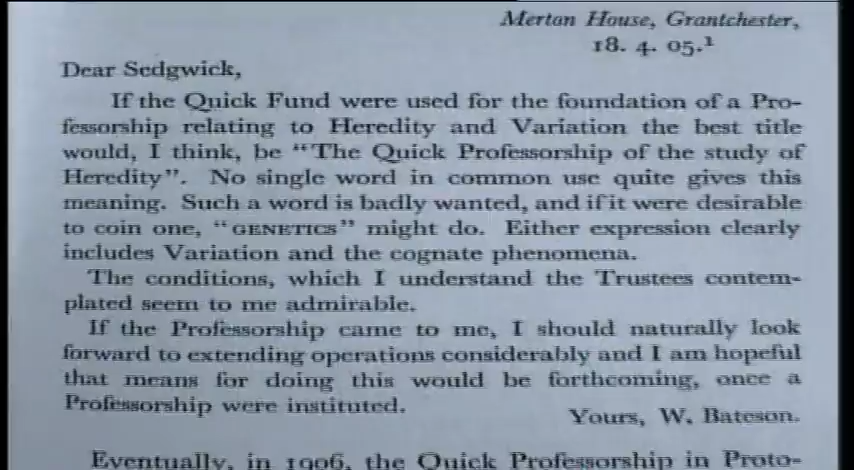 Merton House, Grantchester,
18. 4. 05.¹
Dear Sedgwick,
If the Quick Fund were used for the foundation of a Pro-
fessorship relating to Heredity and Variation the best title
would, I think, be "The Quick Professorship of the study of
Heredity". No single word in common use quite gives this
meaning. Such a word is badly wanted, and if it were desirable
to coin one, "GENETICS" might do. Either expression clearly
includes Variation and the cognate phenomena.
The conditions, which I understand the Trustees contem-
plated seem to me admirable.
If the Professorship came to me, I should naturally look
forward to extending operations considerably and I am hopeful
that means for doing this would be forthcoming, once a
Professorship were instituted.
Yours, W. Bateson.
Eventually, in 1906, the Quick Professorship in Proto-